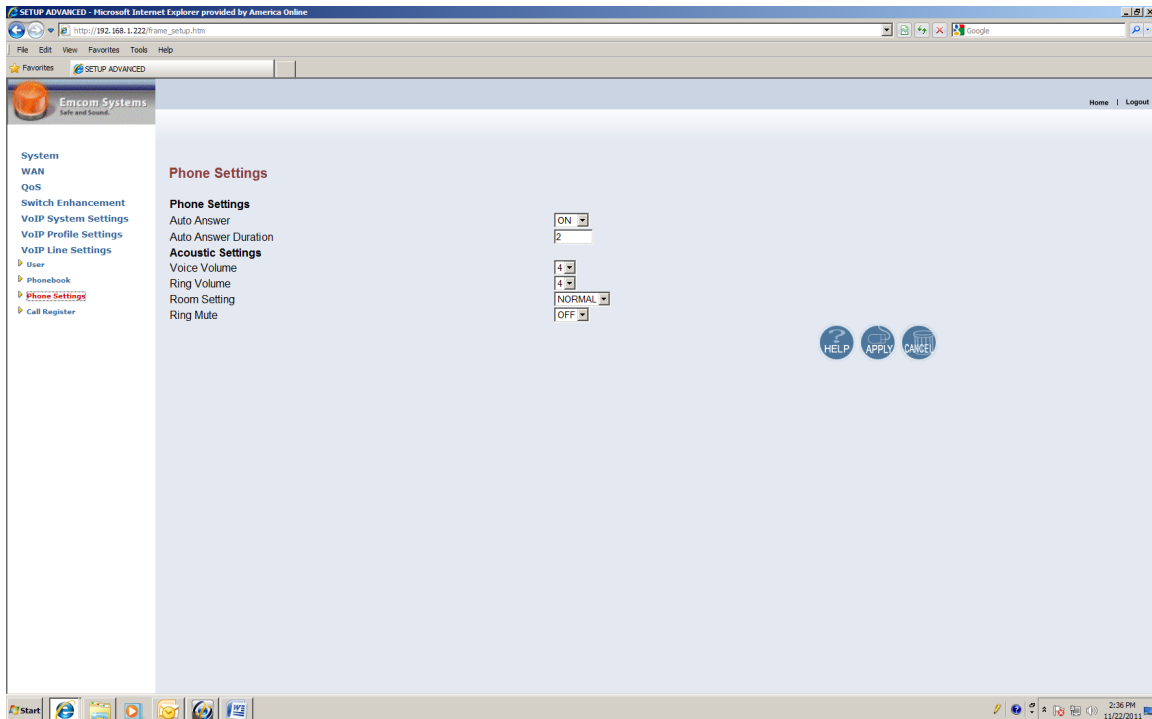 SETUP ADVANCED - Microsoft Internet Explorer provided by America Online
http://192.168.1.222/frame_setup.htm
Google
File Edit View Favorites Tools Help
Favorites SETUP ADVANCED
Emcom Systems
Safe and Sound.
Home | Logout
System
WAN
QoS
Switch Enhancement
VoIP System Settings
VoIP Profile Settings
VoIP Line Settings
User
Phonebook
Phone Settings
Call Register
Phone Settings
Phone Settings
Auto Answer ON
Auto Answer Duration 2
Acoustic Settings
Voice Volume 4
Ring Volume 4
Room Setting NORMAL
Ring Mute OFF
? HELP APPLY CANCEL
Start
2:36 PM
11/22/2011